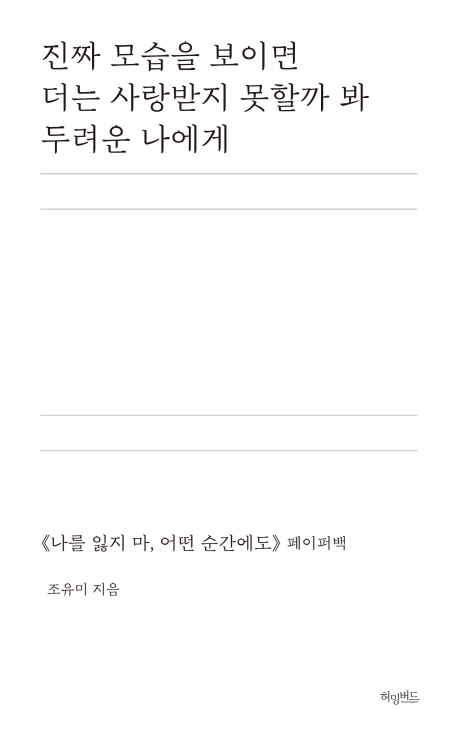 진짜 모습을 보이면
더는 사랑받지 못할까 봐
두려운 나에게
《나를 잃지 마, 어떤 순간에도》 페이퍼백
조유미 지음
허밍버드